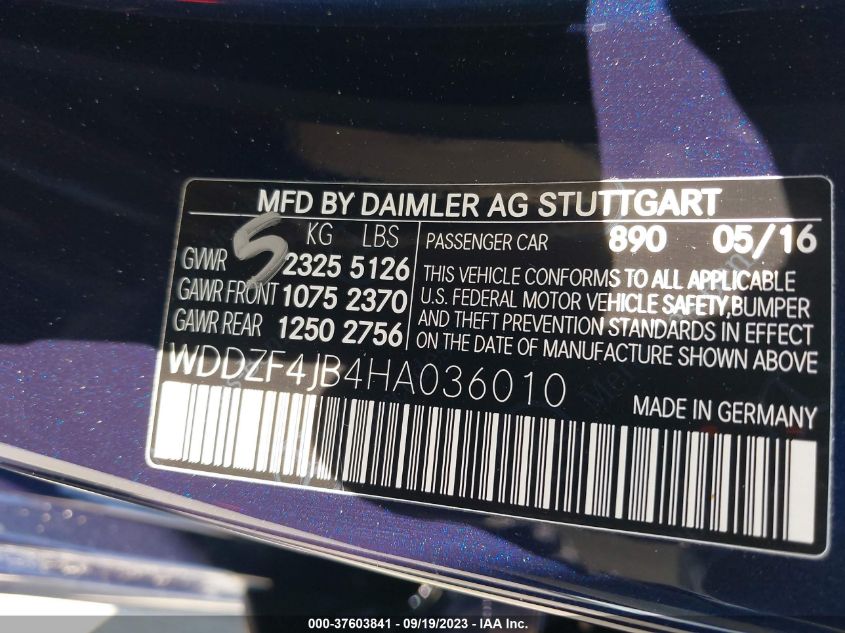 MFD BY DAIMLER AG STUTTGART
5
KG LBS
GVWR 2325 5126
GAWR FRONT 1075 2370
GAWR REAR 1250 2756
PASSENGER CAR 890 05/16
THIS VEHICLE CONFORMS TO ALL APPLICABLE
U.S. FEDERAL MOTOR VEHICLE SAFETY,BUMPER
AND THEFT PREVENTION STANDARDS IN EFFECT
ON THE DATE OF MANUFACTURE SHOWN ABOVE
WDDZF4JB4HA036010
MADE IN GERMANY
000-37603841 - 09/19/2023 - IAA Inc.